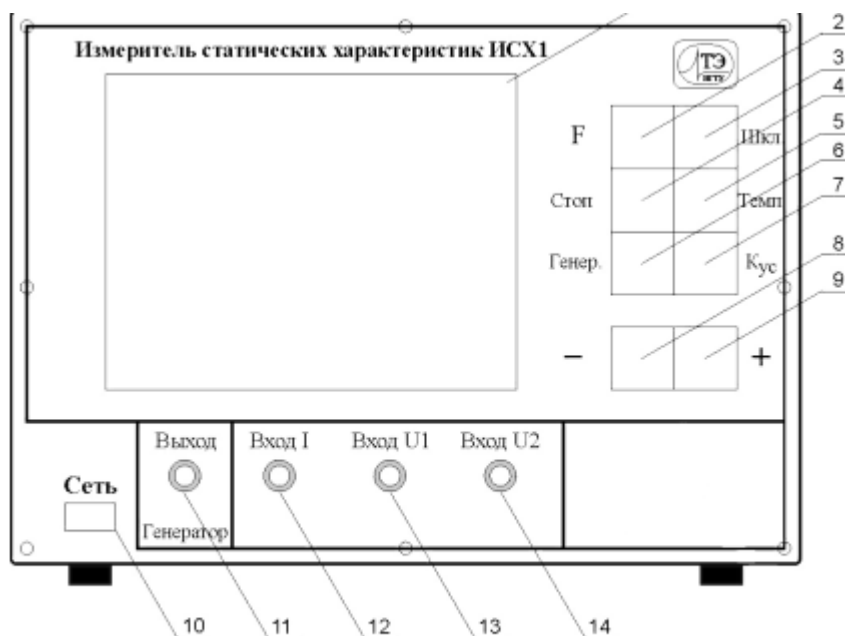 Измеритель статических характеристик ИСХ1
ТЭ
2
3
4
5
6
7
8
9
F
Шкл.
Стоп
Темп
Генер.
Кус
−
+
Выход
Вход I
Вход U1
Вход U2
Сеть
Генератор
10
11
12
13
14